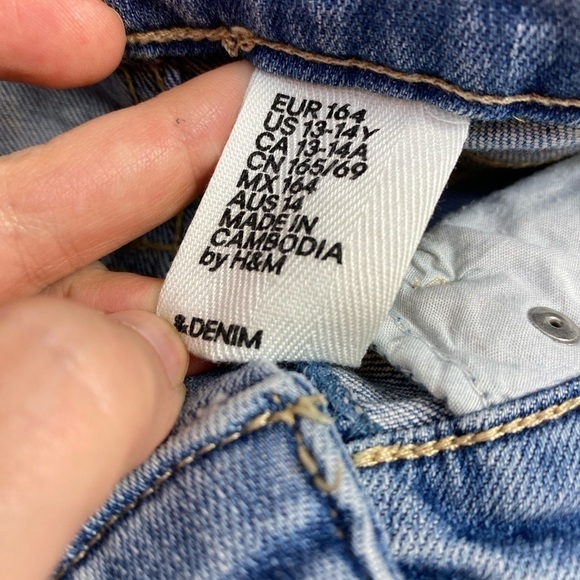 EUR 164
US 13-14Y
CA 13-14A
CN 165/69
MX 164
AUS 14
MADE IN
CAMBODIA
by H&M
&DENIM